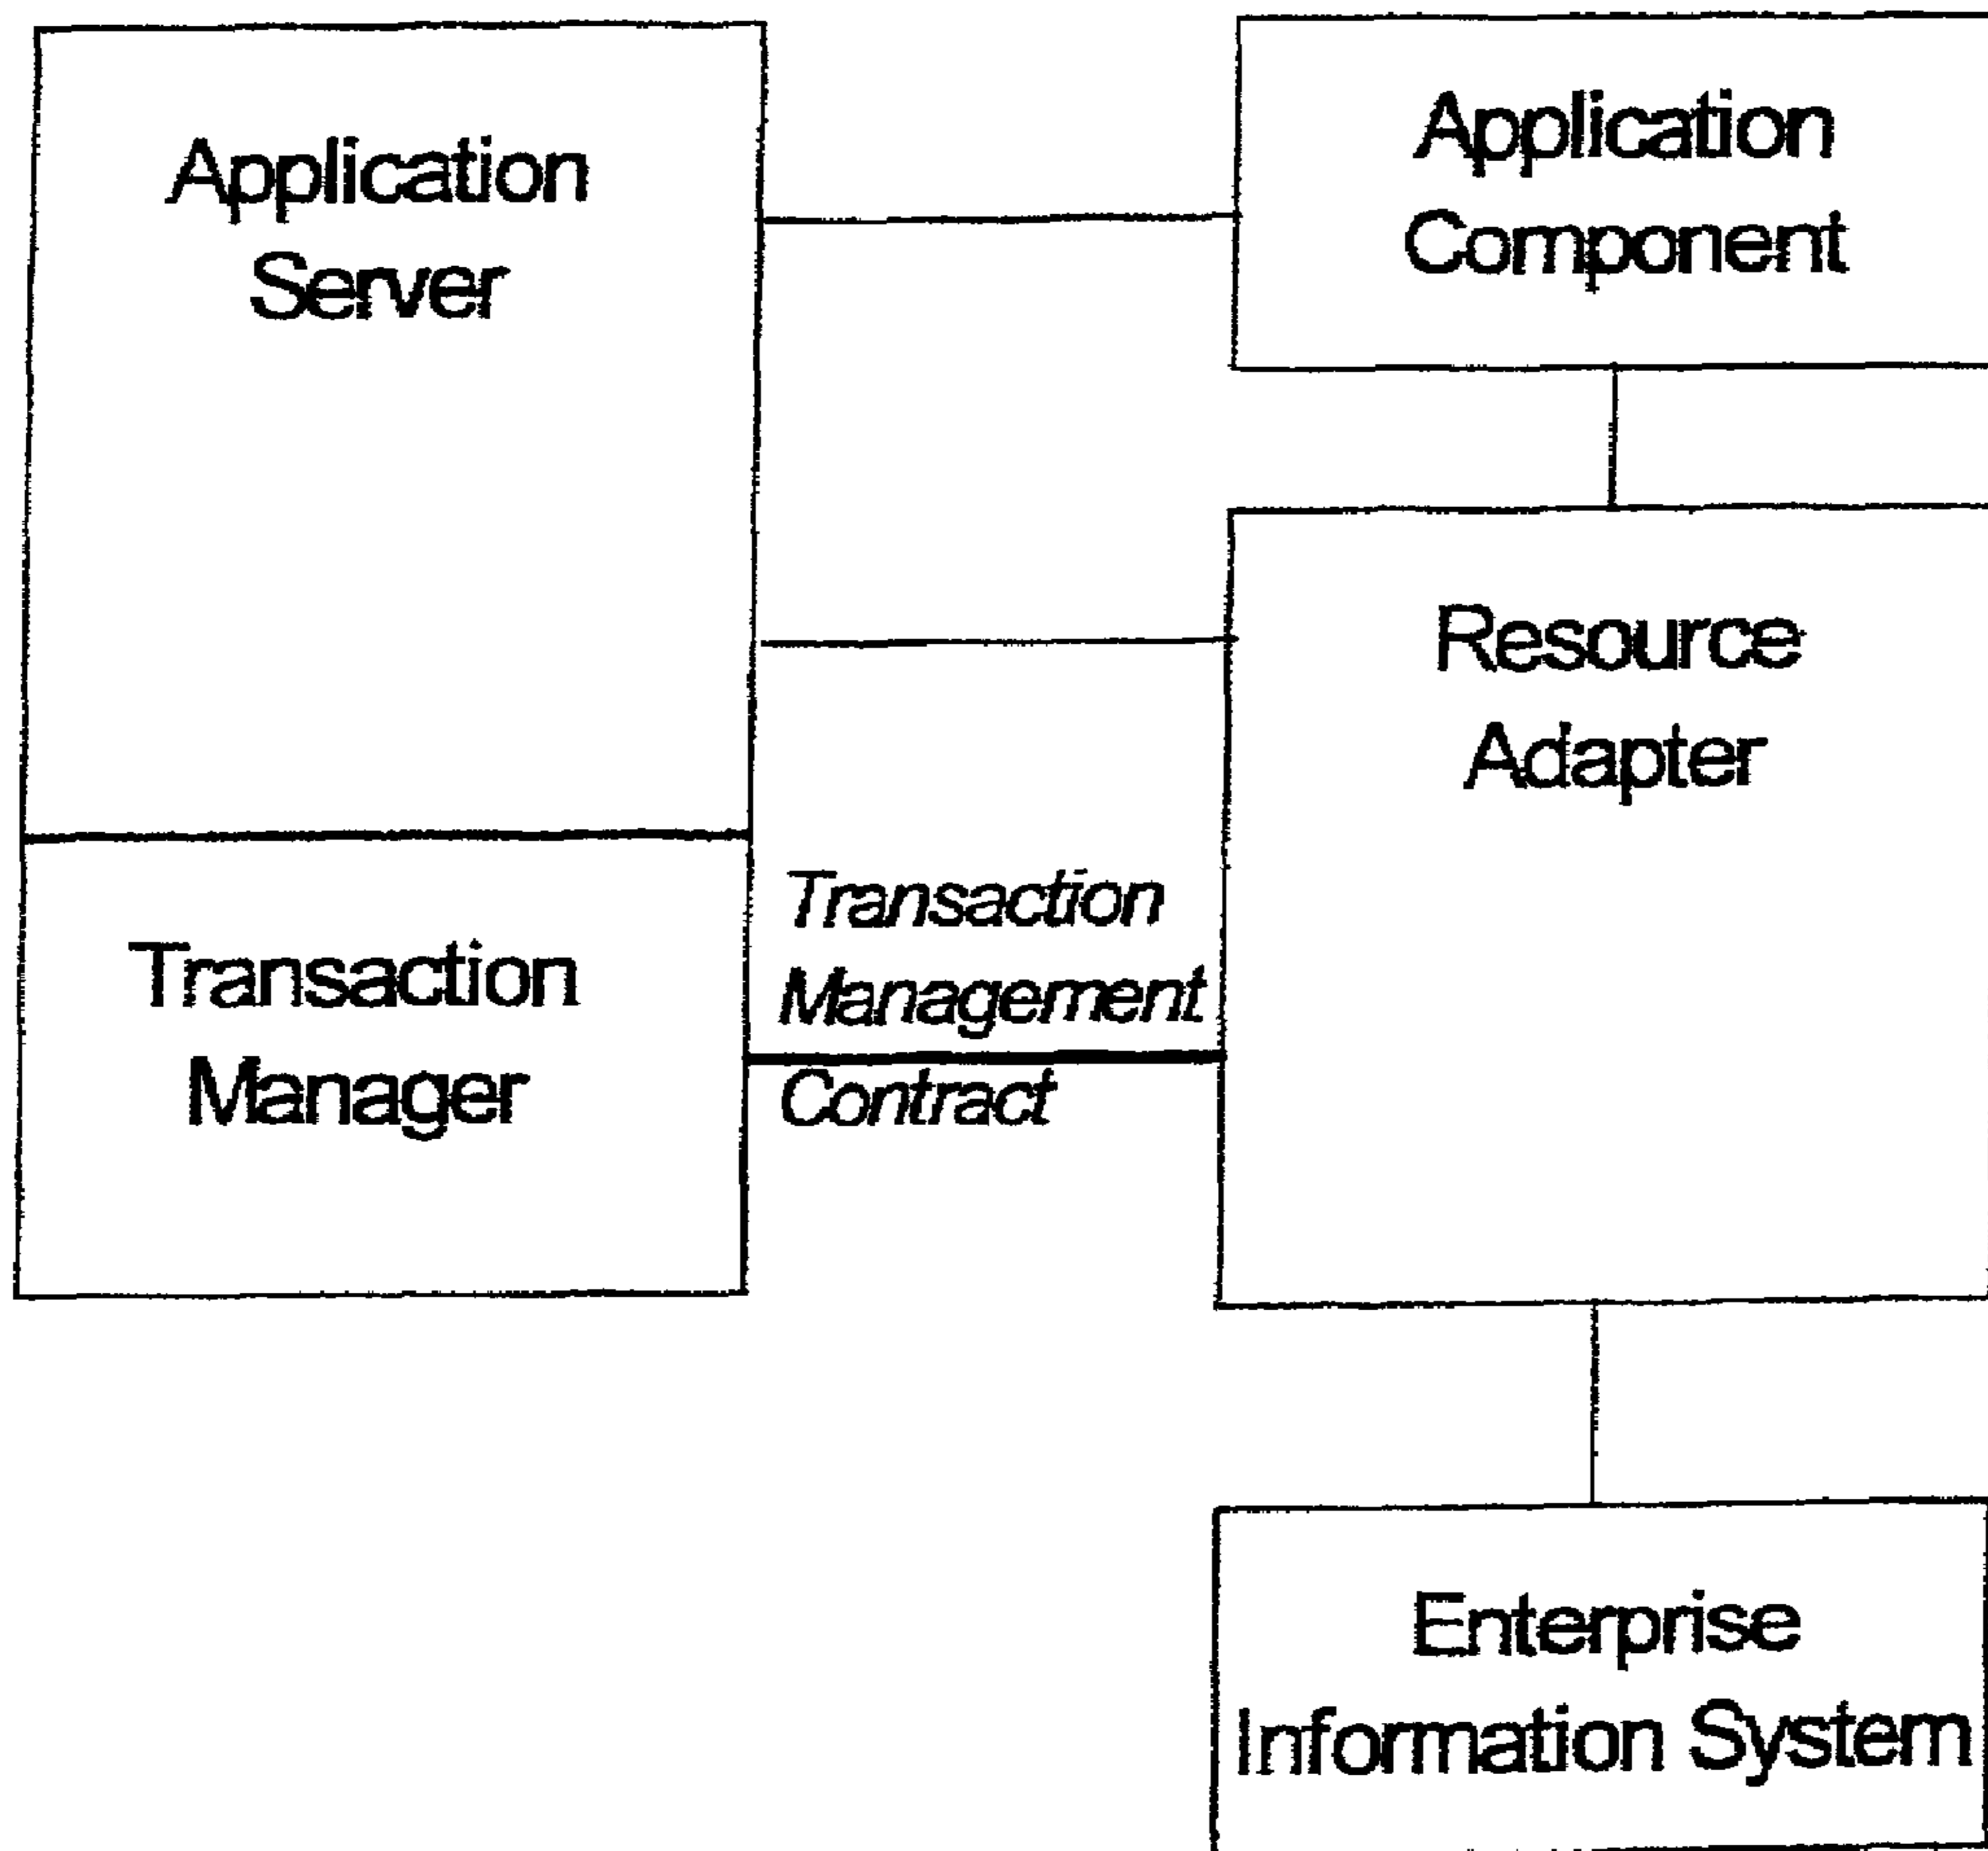 Application
Server
Application
Component
Resource
Adapter
Transaction
Manager
Transaction
Management
Contract
Enterprise
Information System